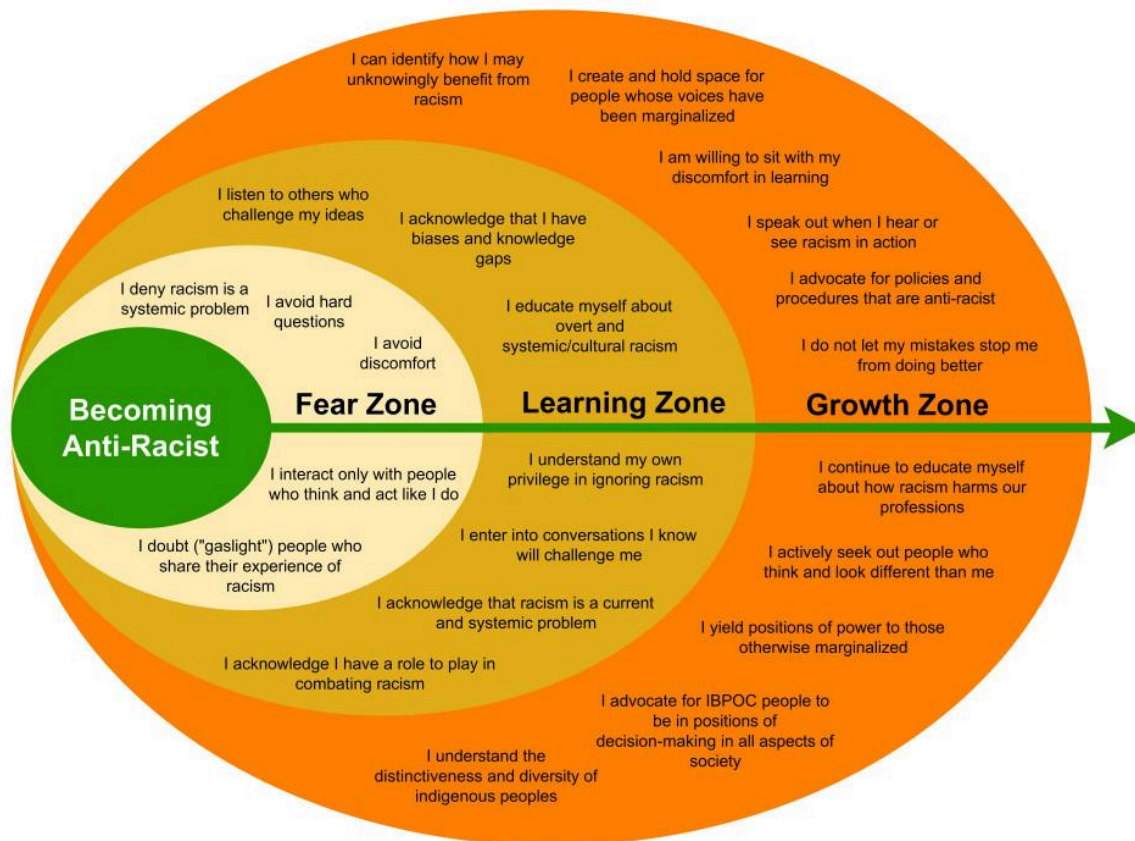 I can identify how I may
unknowingly benefit from
racism
I create and hold space for
people whose voices have
been marginalized
I am willing to sit with my
discomfort in learning
I listen to others who
challenge my ideas
I acknowledge that I have
biases and knowledge
gaps
I speak out when I hear or
see racism in action
I deny racism is a
systemic problem
I avoid hard
questions
I avoid
discomfort
I educate myself about
overt and
systemic/cultural racism
I advocate for policies and
procedures that are anti-racist
I do not let my mistakes stop me
from doing better
Becoming
Anti-Racist
Fear Zone
Learning Zone
Growth Zone
I interact only with people
who think and act like I do
I understand my own
privilege in ignoring racism
I continue to educate myself
about how racism harms our
professions
I doubt ("gaslight") people who
share their experience of
racism
I enter into conversations I know
will challenge me
I actively seek out people who
think and look different than me
I acknowledge that racism is a current
and systemic problem
I yield positions of power to those
otherwise marginalized
I acknowledge I have a role to play in
combating racism
I advocate for IBPOC people to
be in positions of
decision-making in all aspects of
society
I understand the
distinctiveness and diversity of
indigenous peoples